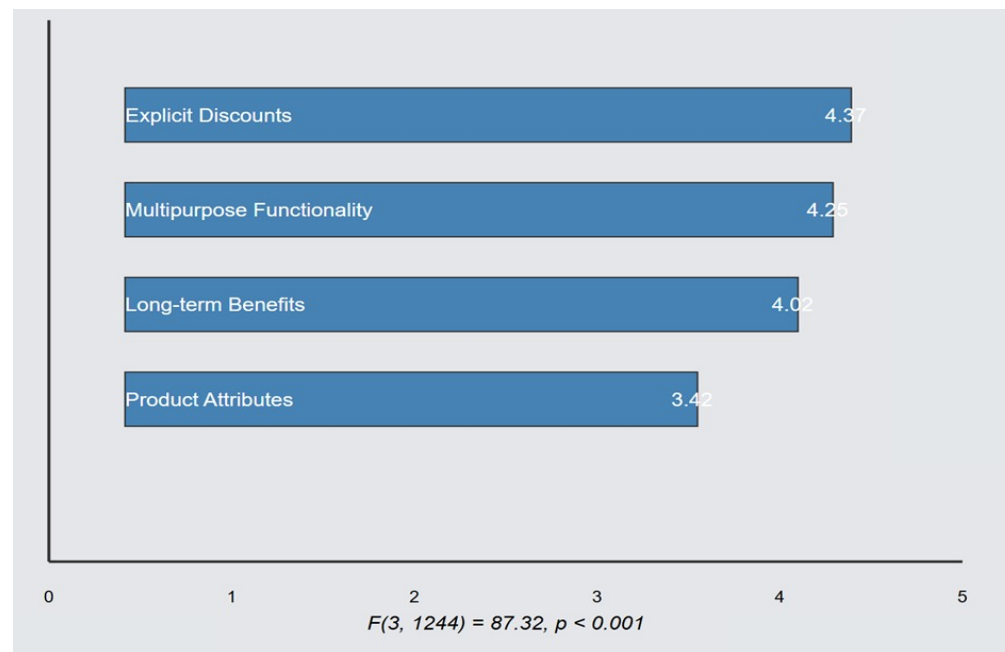 Explicit Discounts 4.37
Multipurpose Functionality 4.25
Long-term Benefits 4.02
Product Attributes 3.42
0 1 2 3 4 5
F(3, 1244) = 87.32, p < 0.001